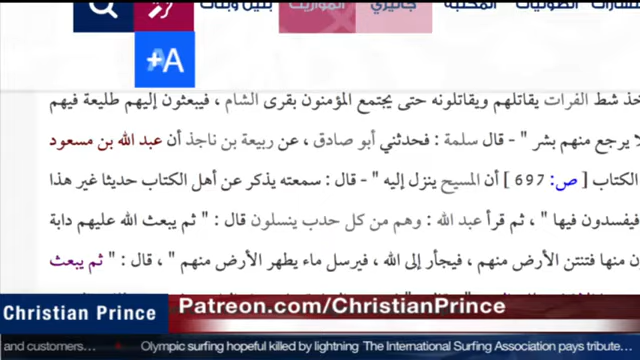 المكتبة جاثيري المواريث بنين وبنات
+A
خذ شط الفرات يقاتلهم ويقاتلونه حتى يجتمع المؤمنون بقرى الشام ، فيبعثون إليهم طليعة فيهم
لا يرجع منهم بشر " - قال سلمة : فحدثني أبو صادق ، عن ربيعة بن ناجذ أن عبد الله بن مسعود
الكتاب [ ص: 697 ] أن المسيح ينزل إليه " - قال : سمعته يذكر عن أهل الكتاب حديثا غير هذا
فيفسدون فيها " ، ثم قرأ عبد الله : وهم من كل حدب ينسلون قال : " ثم يبعث الله عليهم دابة
ن منها فتنتن الأرض منهم ، فيجأر إلى الله ، فيرسل ماء يطهر الأرض منهم " ، قال : " ثم يبعث
Christian Prince
Patreon.com/ChristianPrince
and customers... Olympic surfing hopeful killed by lightning 'The International Surfing Association pays tribute...